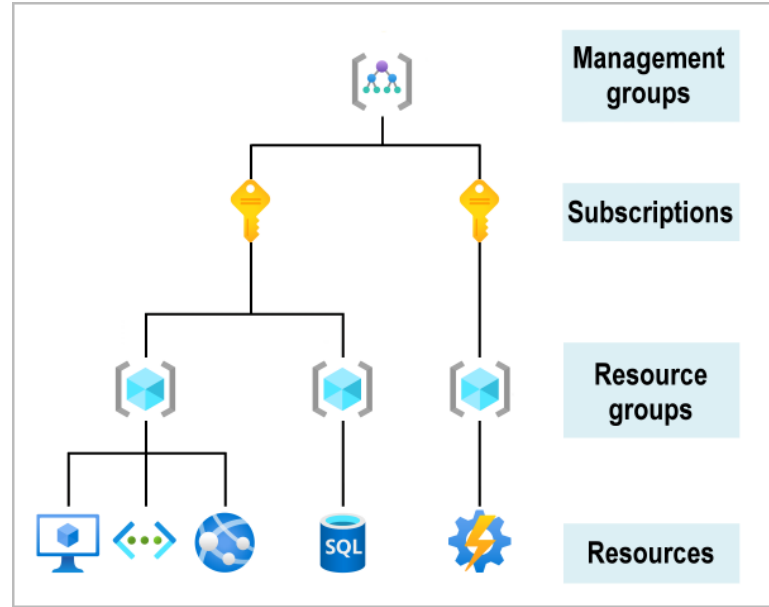 Management
groups
Subscriptions
Resource
groups
SQL
Resources